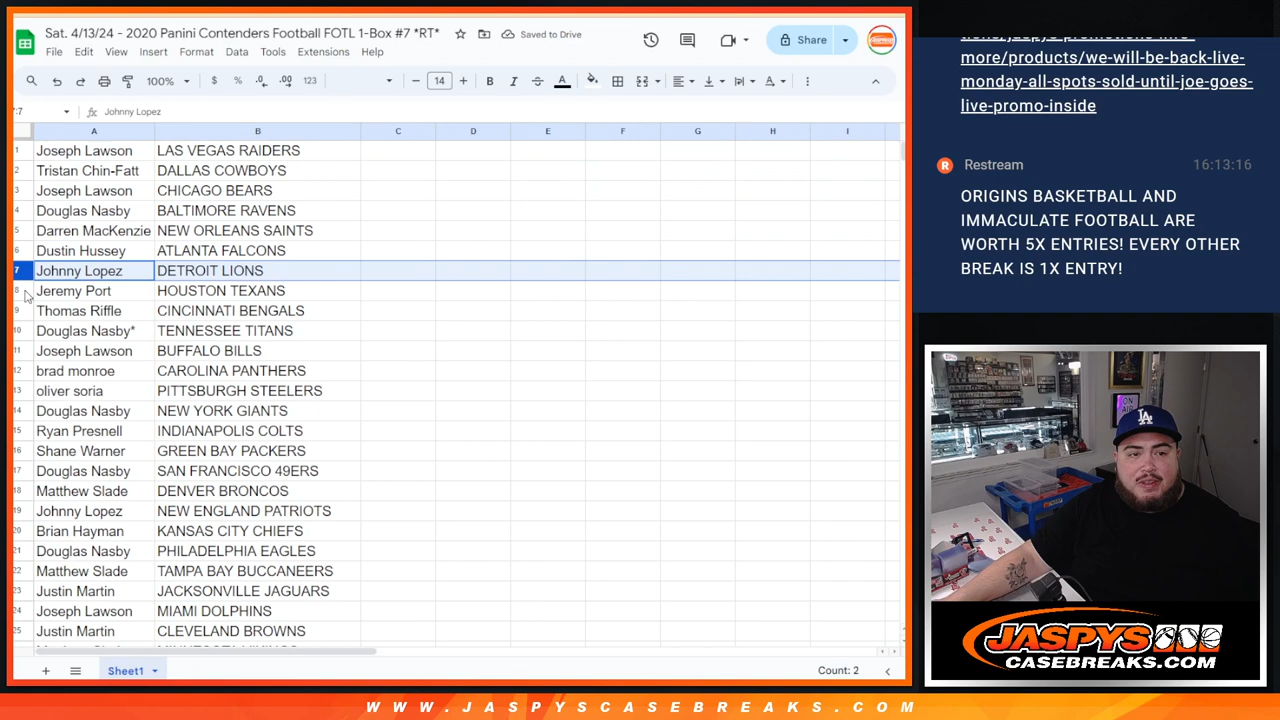 Sat. 4/13/24 - 2020 Panini Contenders Football FOTL 1-Box #7 *RT*
Saved to Drive
Share
File Edit View Insert Format Data Tools Extensions Help
100% $ % .0 .00 123 14 B I A
:7 fx Johnny Lopez
A B C D E F G H I
1 Joseph Lawson LAS VEGAS RAIDERS
2 Tristan Chin-Fatt DALLAS COWBOYS
3 Joseph Lawson CHICAGO BEARS
4 Douglas Nasby BALTIMORE RAVENS
5 Darren MacKenzie NEW ORLEANS SAINTS
6 Dustin Hussey ATLANTA FALCONS
7 Johnny Lopez DETROIT LIONS
8 Jeremy Port HOUSTON TEXANS
9 Thomas Riffle CINCINNATI BENGALS
10 Douglas Nasby* TENNESSEE TITANS
11 Joseph Lawson BUFFALO BILLS
12 brad monroe CAROLINA PANTHERS
13 oliver soria PITTSBURGH STEELERS
14 Douglas Nasby NEW YORK GIANTS
15 Ryan Presnell INDIANAPOLIS COLTS
16 Shane Warner GREEN BAY PACKERS
17 Douglas Nasby SAN FRANCISCO 49ERS
18 Matthew Slade DENVER BRONCOS
19 Johnny Lopez NEW ENGLAND PATRIOTS
20 Brian Hayman KANSAS CITY CHIEFS
21 Douglas Nasby PHILADELPHIA EAGLES
22 Matthew Slade TAMPA BAY BUCCANEERS
23 Justin Martin JACKSONVILLE JAGUARS
24 Joseph Lawson MIAMI DOLPHINS
25 Justin Martin CLEVELAND BROWNS
Sheet1
Count: 2
more/products/we-will-be-back-live-
monday-all-spots-sold-until-joe-goes-
live-promo-inside
Restream 16:13:16
ORIGINS BASKETBALL AND
IMMACULATE FOOTBALL ARE
WORTH 5X ENTRIES! EVERY OTHER
BREAK IS 1X ENTRY!
ON
AIR
LA
JASPYS
CASEBREAKS.COM
WWW.JASPYSCASEBREAKS.COM